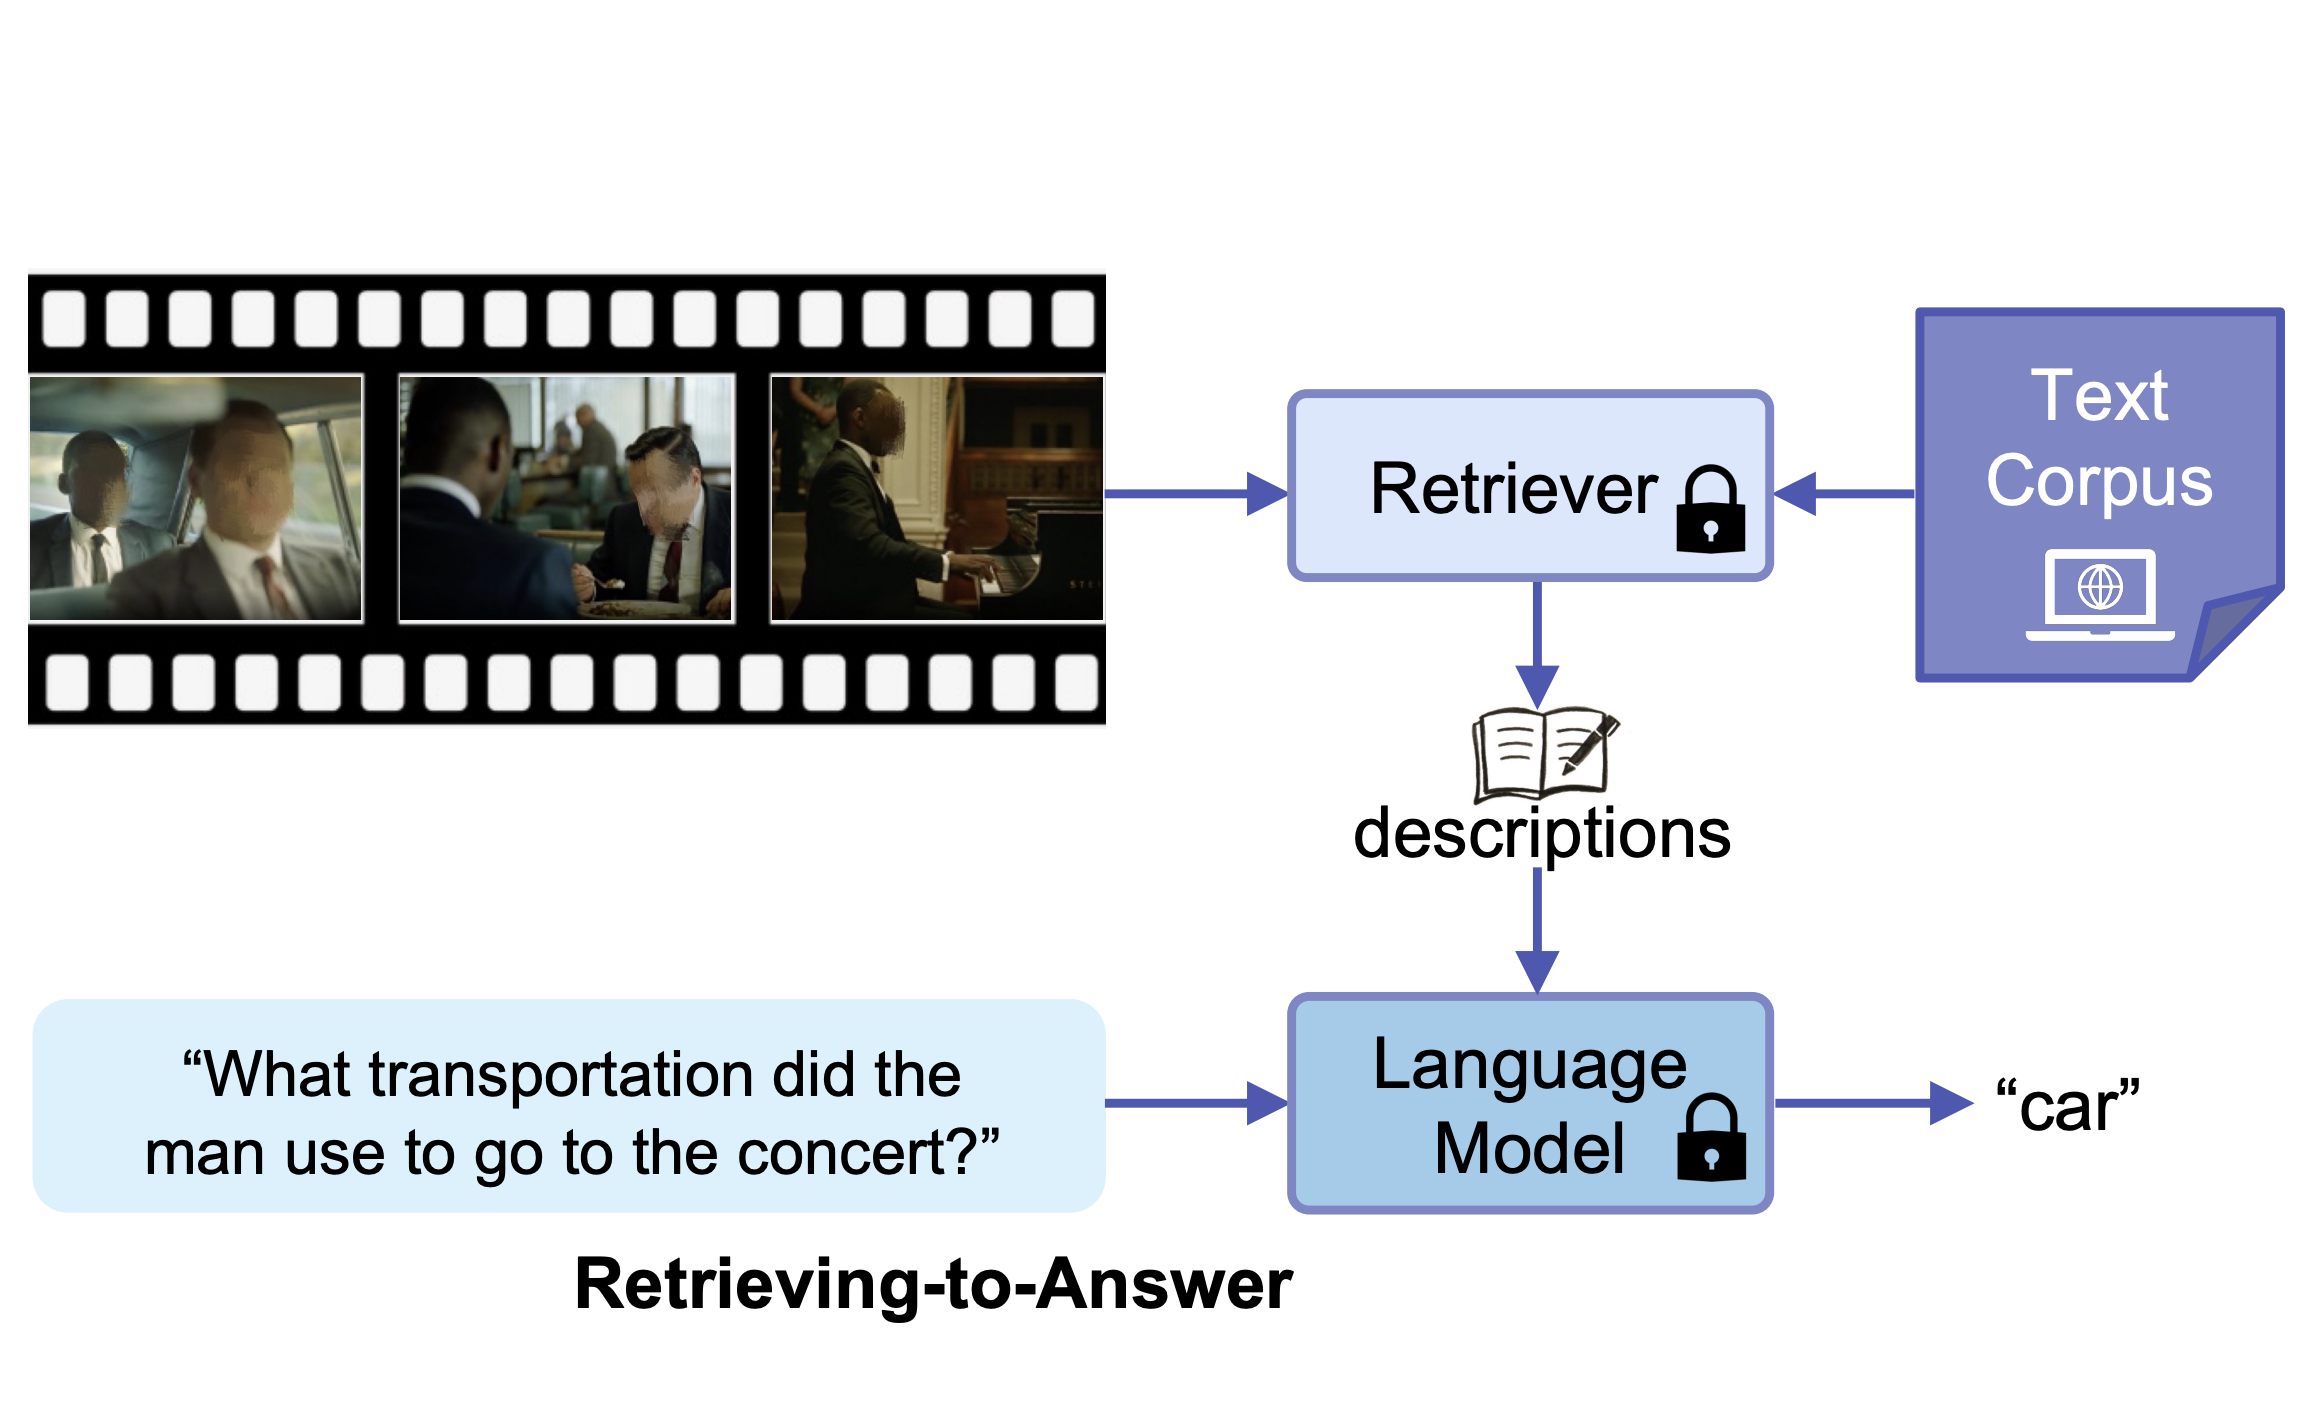 Text
Corpus
Retriever
descriptions
Language
Model
“What transportation did the
man use to go to the concert?”
“car”
Retrieving-to-Answer